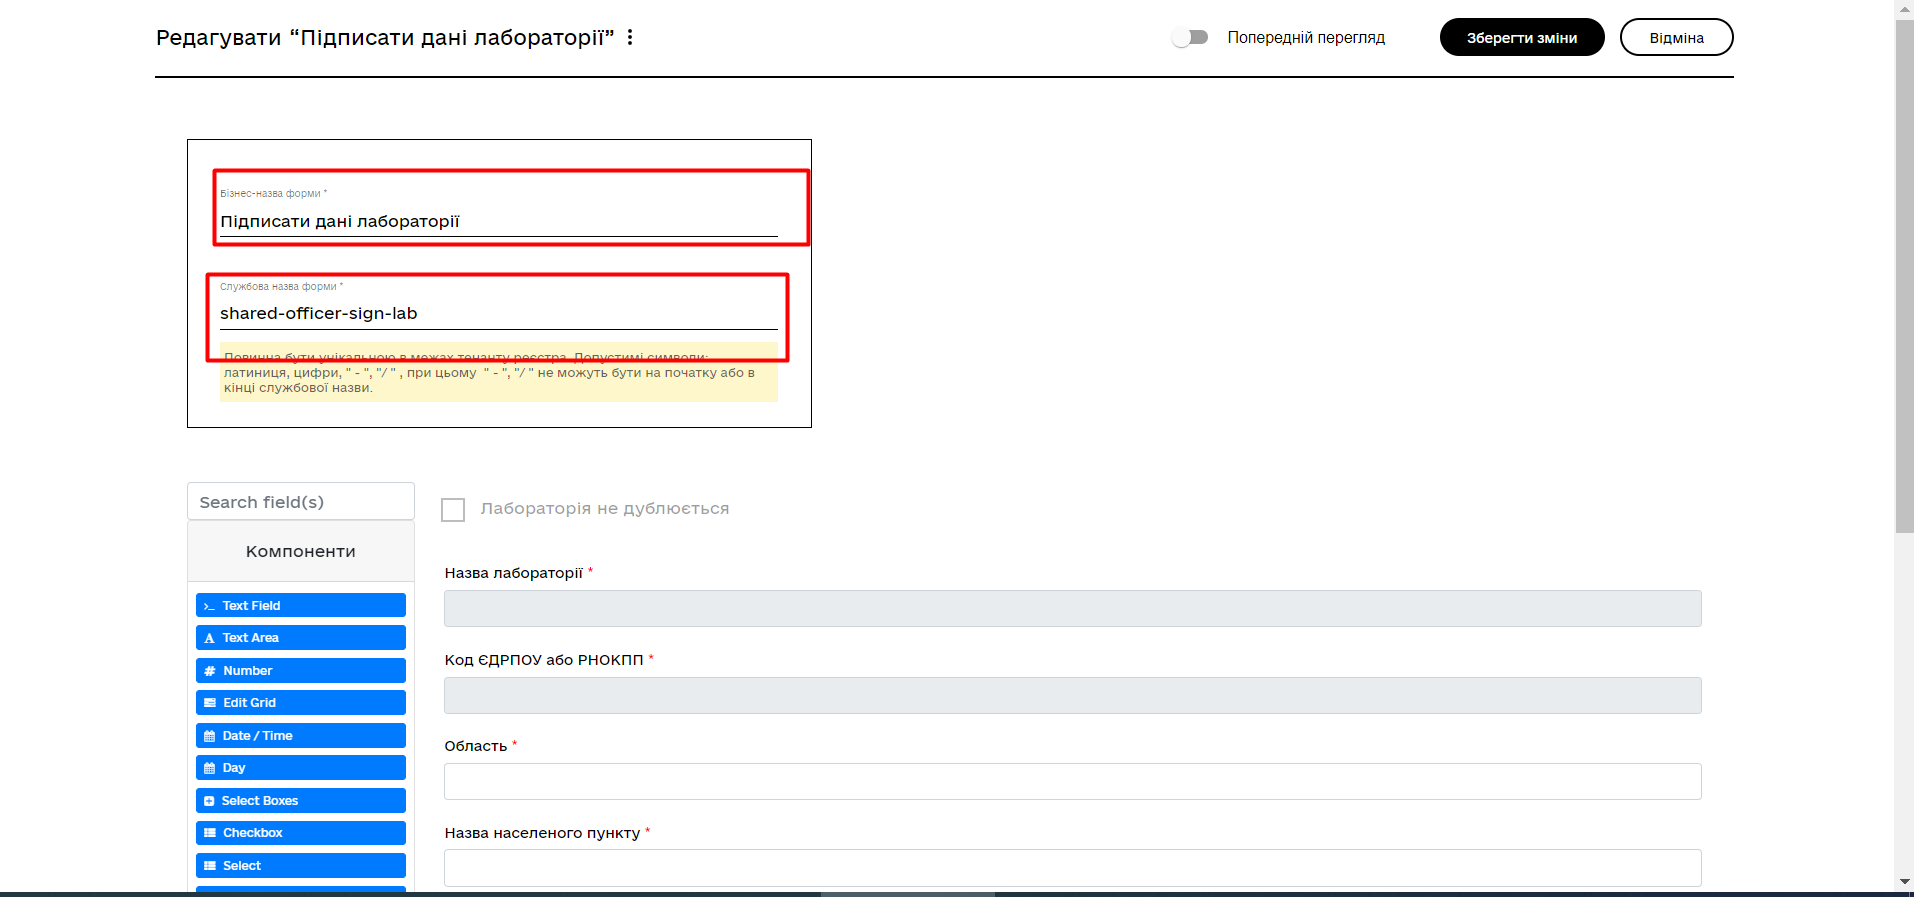 Редагувати “Підписати дані лабораторії”
Попередній перегляд
Зберегти зміни
Відміна
Бізнес-назва форми *
Підписати дані лабораторії
Службова назва форми *
shared-officer-sign-lab
Повинна бути унікальною в межах тенанту реєстра. Допустимі символи:
латиниця, цифри, " - ", "/ " , при цьому " - ", "/ " не можуть бути на початку або в
кінці службової назви.
Search field(s)
Компоненти
Text Field
Text Area
Number
Edit Grid
Date / Time
Day
Select Boxes
Checkbox
Select
Лабораторія не дублюється
Назва лабораторії *
Код ЄДРПОУ або РНОКПП *
Область *
Назва населеного пункту *